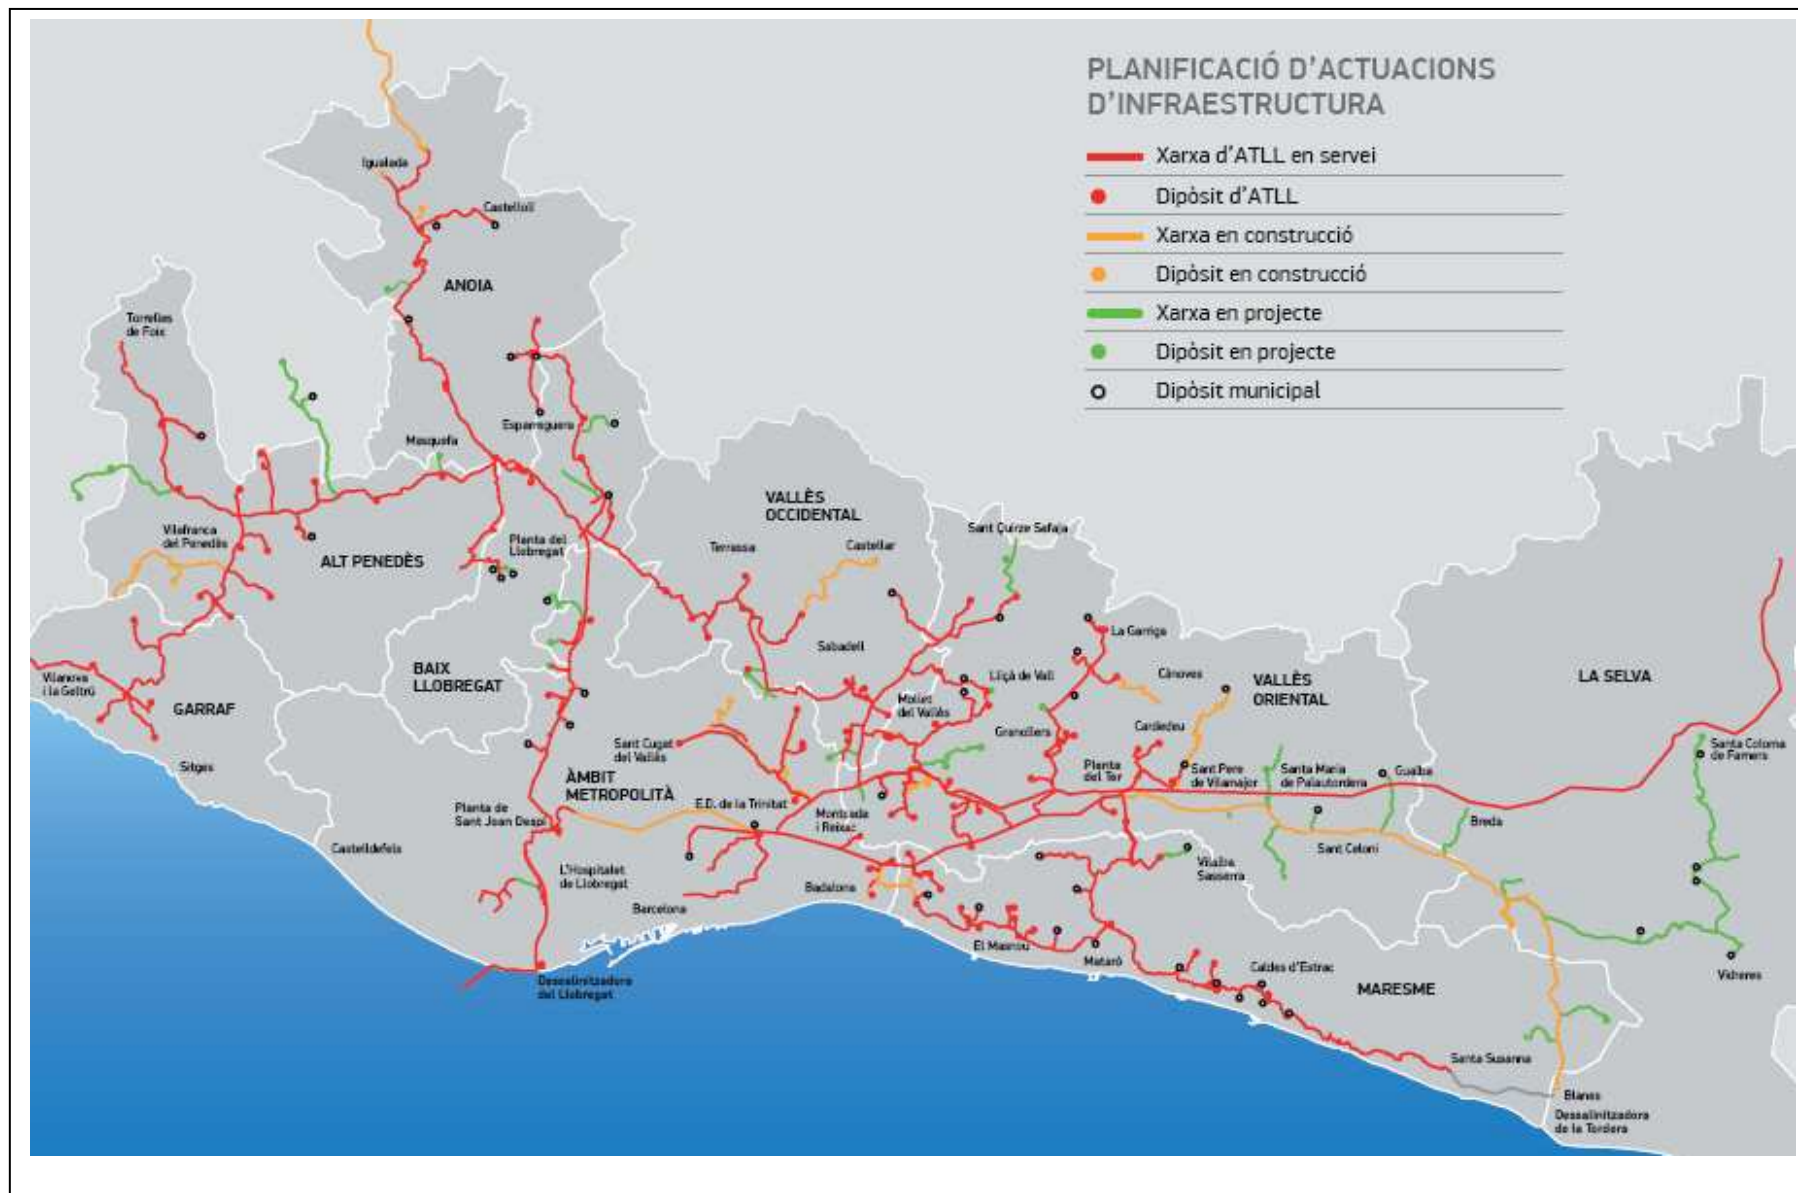 PLANIFICACIÓ D'ACTUACIONS
D'INFRAESTRUCTURA
Xarxa d'ATLL en servei
Dipòsit d'ATLL
Xarxa en construcció
Dipòsit en construcció
Xarxa en projecte
Dipòsit en projecte
Dipòsit municipal
Igualada
Castellolí
ANOIA
Torrelles
de Foix
Masquefa
Esparreguera
Vilafranca
del Penedès
ALT PENEDÈS
Planta del
Llobregat
VALLÈS
OCCIDENTAL
Terrassa
Castellar
Sant Quirze Safaja
Sabadell
La Garriga
Lliçà de Vall
Cànoves
VALLÈS
ORIENTAL
LA SELVA
BAIX
LLOBREGAT
Vilanova
i la Geltrú
GARRAF
Mollet
del Vallès
Granollers
Cardedeu
Sant Cugat
del Vallès
Sitges
ÀMBIT
METROPOLITÀ
Planta
del Ter
Sant Pere
de Vilamajor
Santa Maria
de Palautordera
Gualba
Santa Coloma
de Farners
Planta de
Sant Joan Despí
E.D. de la Trinitat
Montcada
i Reixac
Breda
Sant Celoni
Castelldefels
L'Hospitalet
de Llobregat
Badalona
Vilalba
Sasserra
Barcelona
El Masnou
Mataró
Caldes d'Estrac
MARESME
Vidreres
Dessalinitzadora
del Llobregat
Santa Susanna
Blanes
Dessalinitzadora
de la Tordera